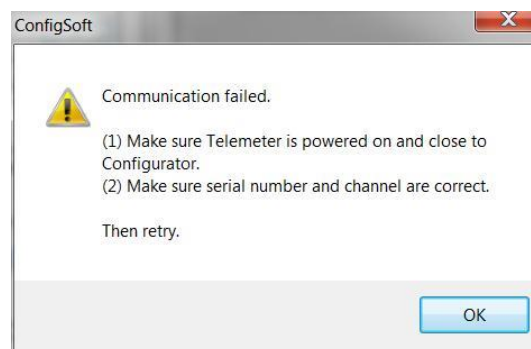 ConfigSoft
Communication failed.
(1) Make sure Telemeter is powered on and close to
Configurator.
(2) Make sure serial number and channel are correct.
Then retry.
OK